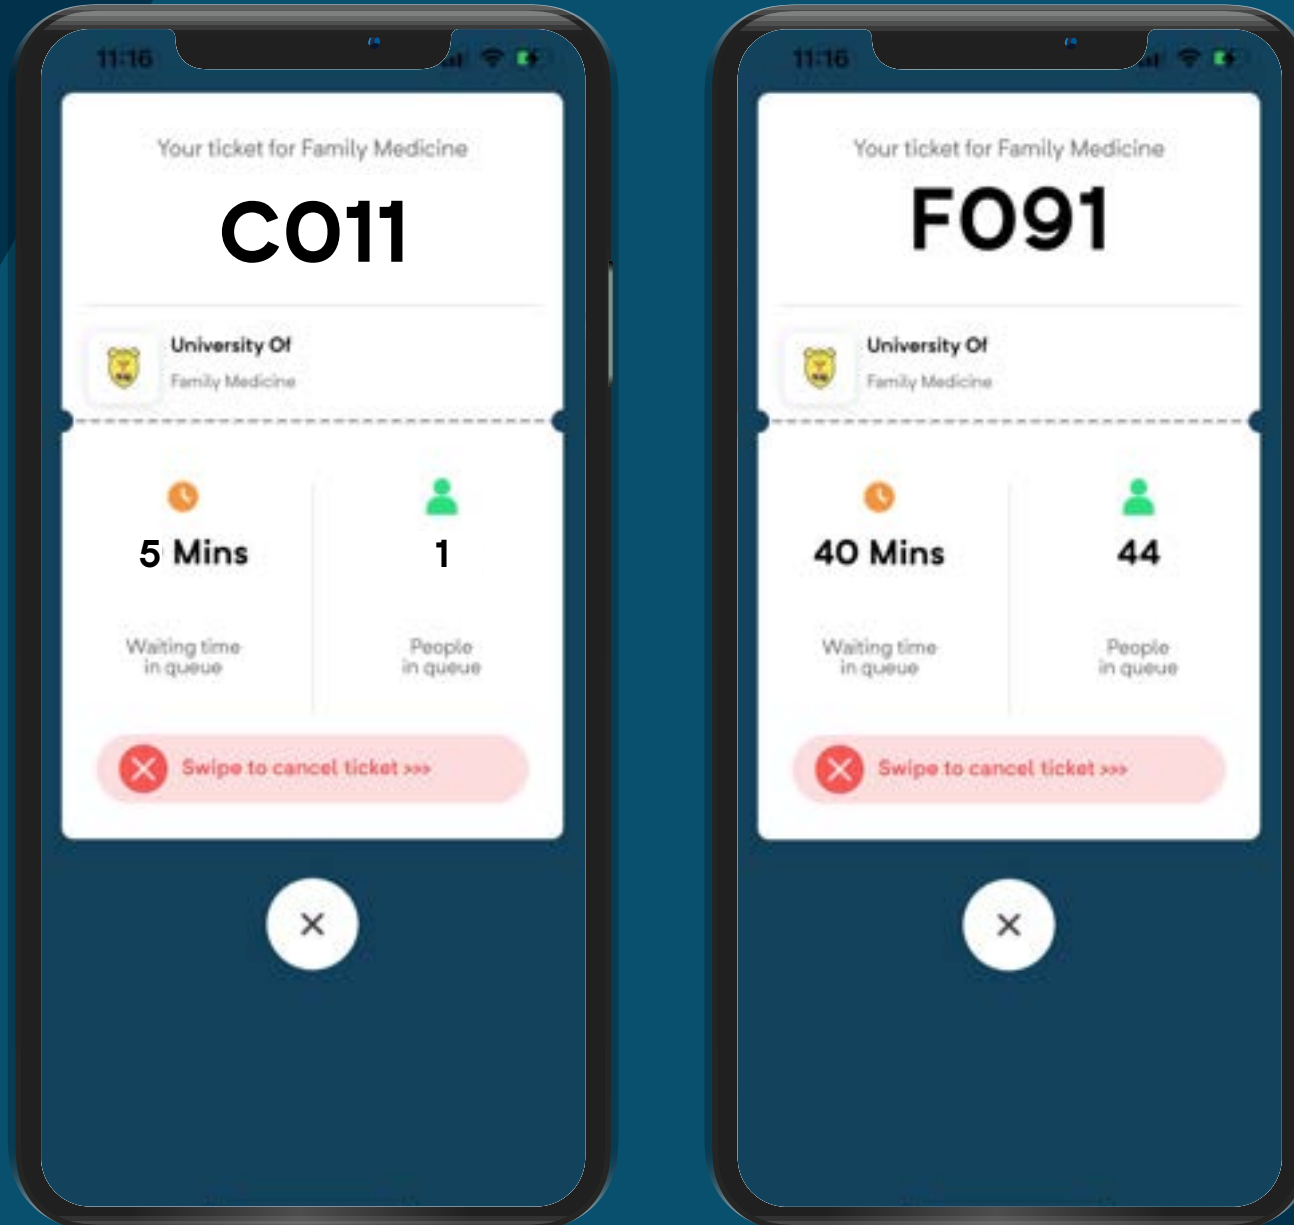 11:16
Your ticket for Family Medicine
C011
University Of
Family Medicine
5 Mins
1
Waiting time
in queue
People
in queue
Swipe to cancel ticket >>>
11:16
Your ticket for Family Medicine
F091
University Of
Family Medicine
40 Mins
44
Waiting time
in queue
People
in queue
Swipe to cancel ticket >>>